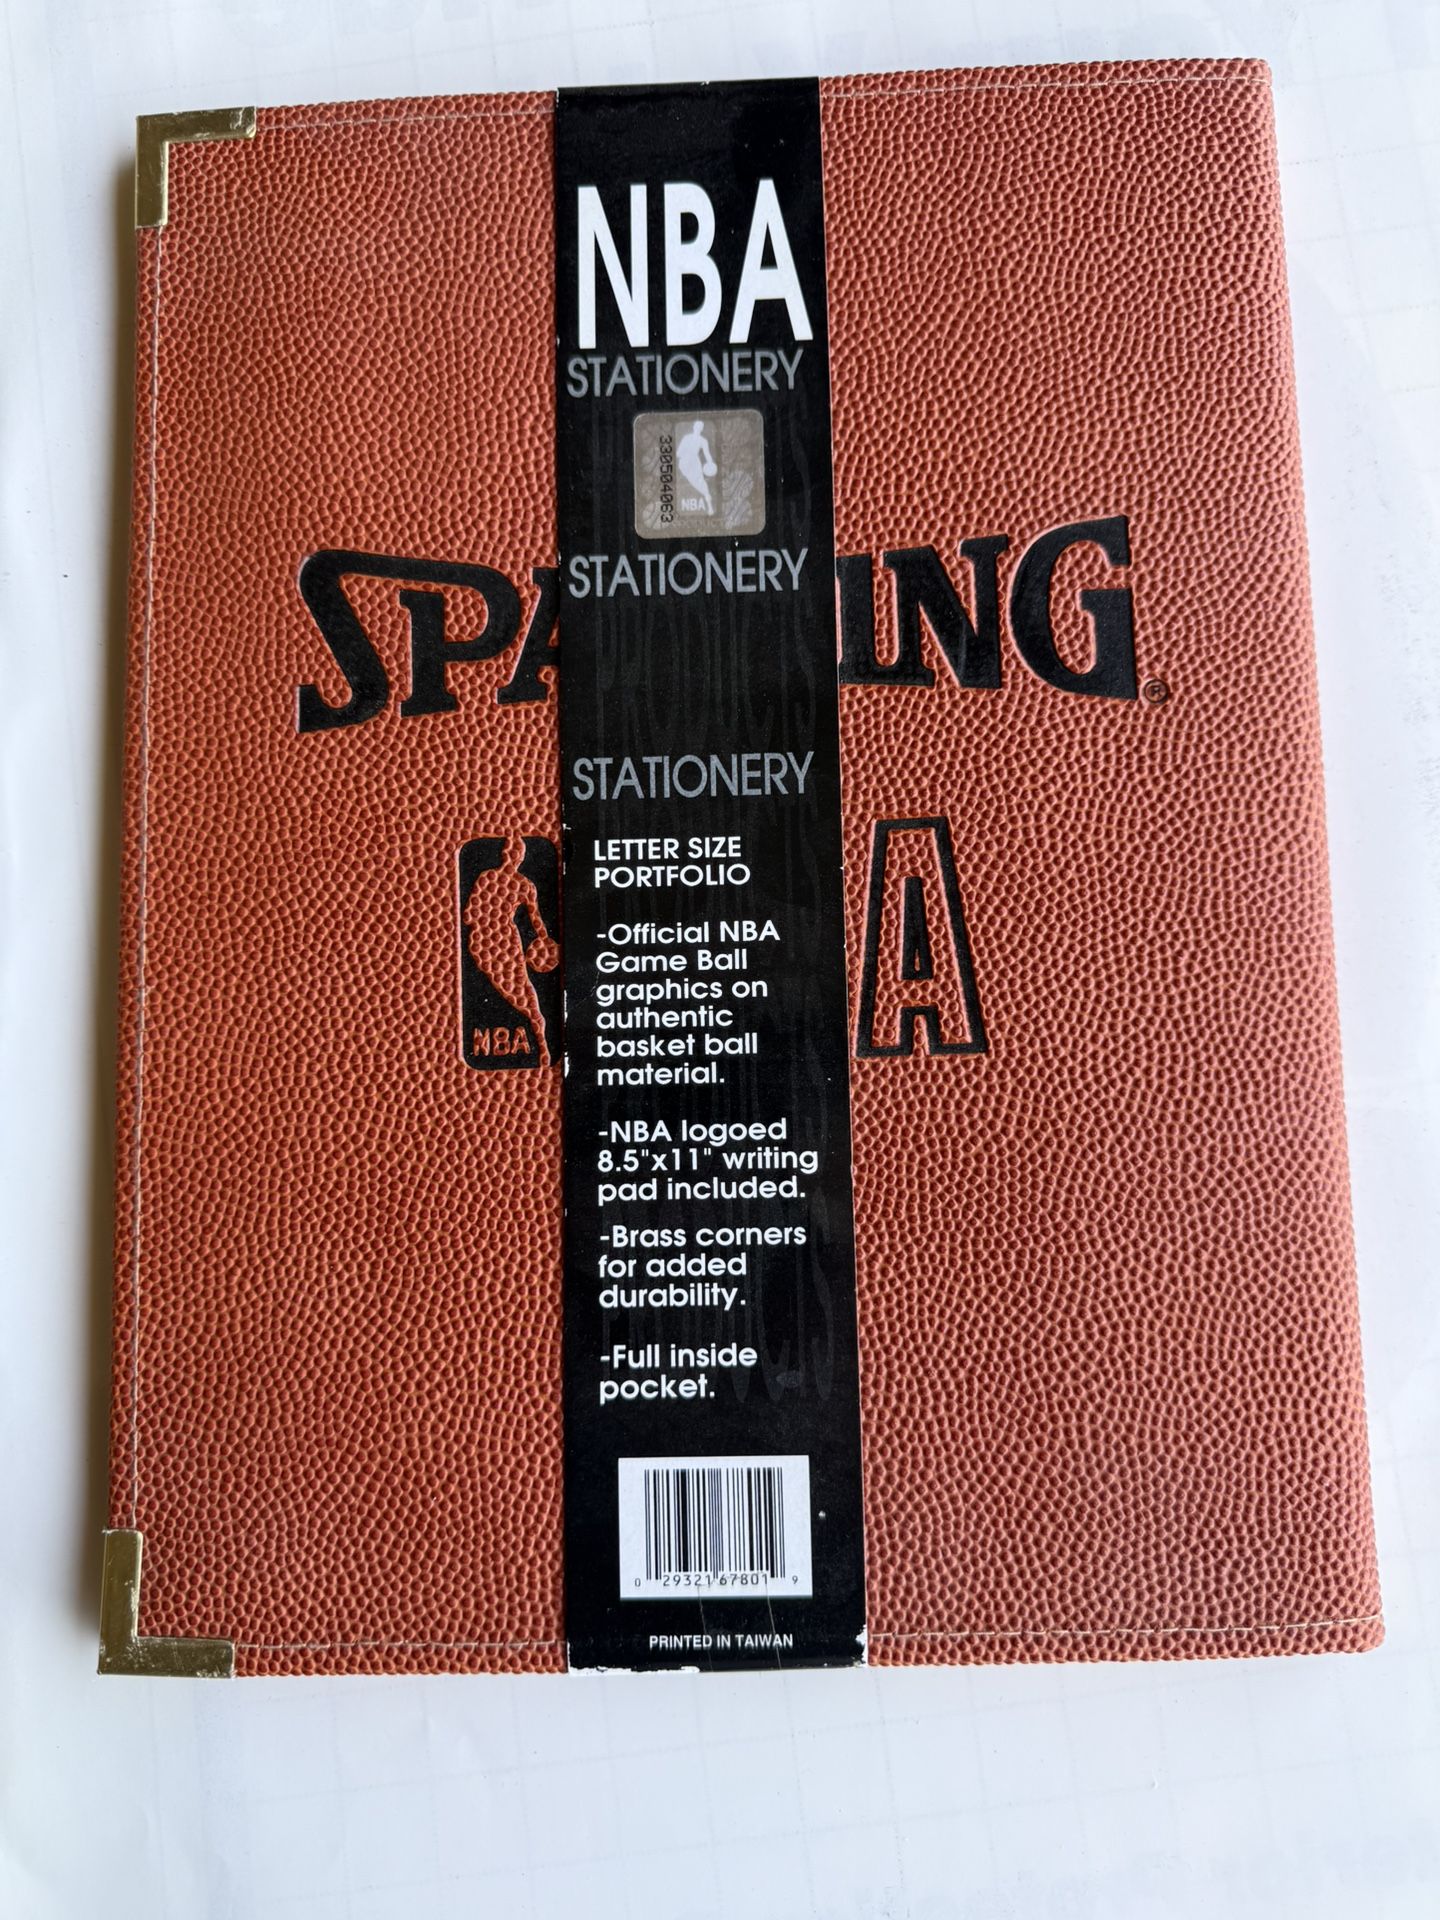 NBA
STATIONERY
330504063
NBA
STATIONERY
SPA ING ®
STATIONERY
NBA A
LETTER SIZE
PORTFOLIO
-Official NBA
Game Ball
graphics on
authentic
basket ball
material.
-NBA logoed
8.5"x11" writing
pad included.
-Brass corners
for added
durability.
-Full inside
pocket.
0 29321 67801 9
PRINTED IN TAIWAN